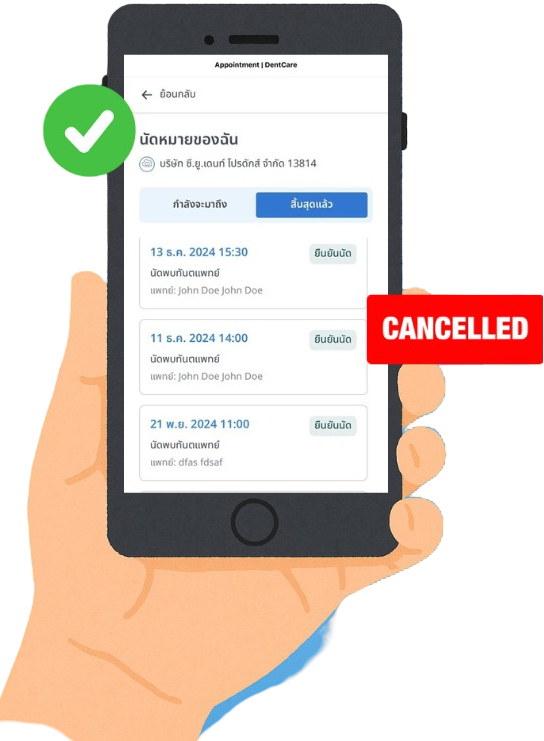 Appointment | DentCare
← ย้อนกลับ
นัดหมายของฉัน
บริษัท ซี.ยู.เดนท์ โปรดักส์ จำกัด 13814
กำลังจะมาถึง
สิ้นสุดแล้ว
13 ธ.ค. 2024 15:30
ยืนยันนัด
นัดพบทันตแพทย์
แพทย์: John Doe John Doe
11 ธ.ค. 2024 14:00
ยืนยันนัด
นัดพบทันตแพทย์
แพทย์: John Doe John Doe
CANCELLED
21 พ.ย. 2024 11:00
ยืนยันนัด
นัดพบทันตแพทย์
แพทย์: dfas fdsaf